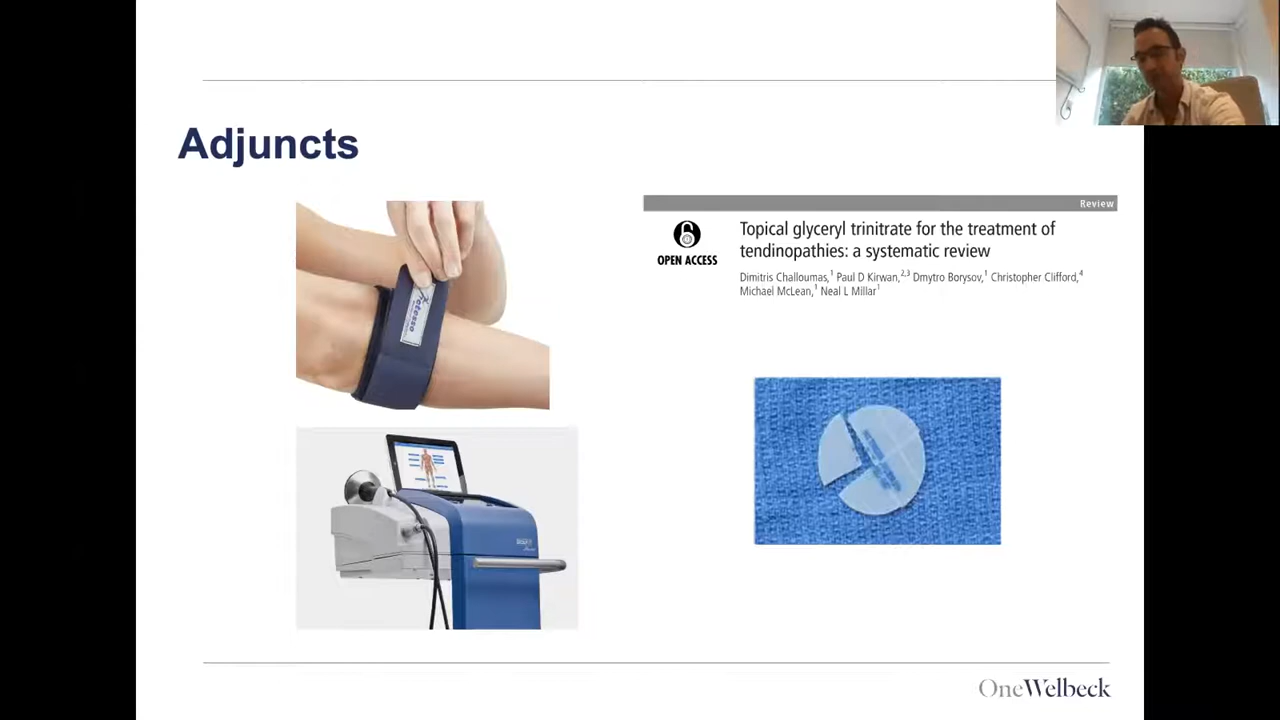 Adjuncts
Review
OPEN ACCESS
Topical glyceryl trinitrate for the treatment of
tendinopathies: a systematic review
Dimitris Challoumas,¹ Paul D Kirwan,²,³ Dmytro Borysov,¹ Christopher Clifford,⁴
Michael McLean,¹ Neal L Millar¹
OneWelbeck